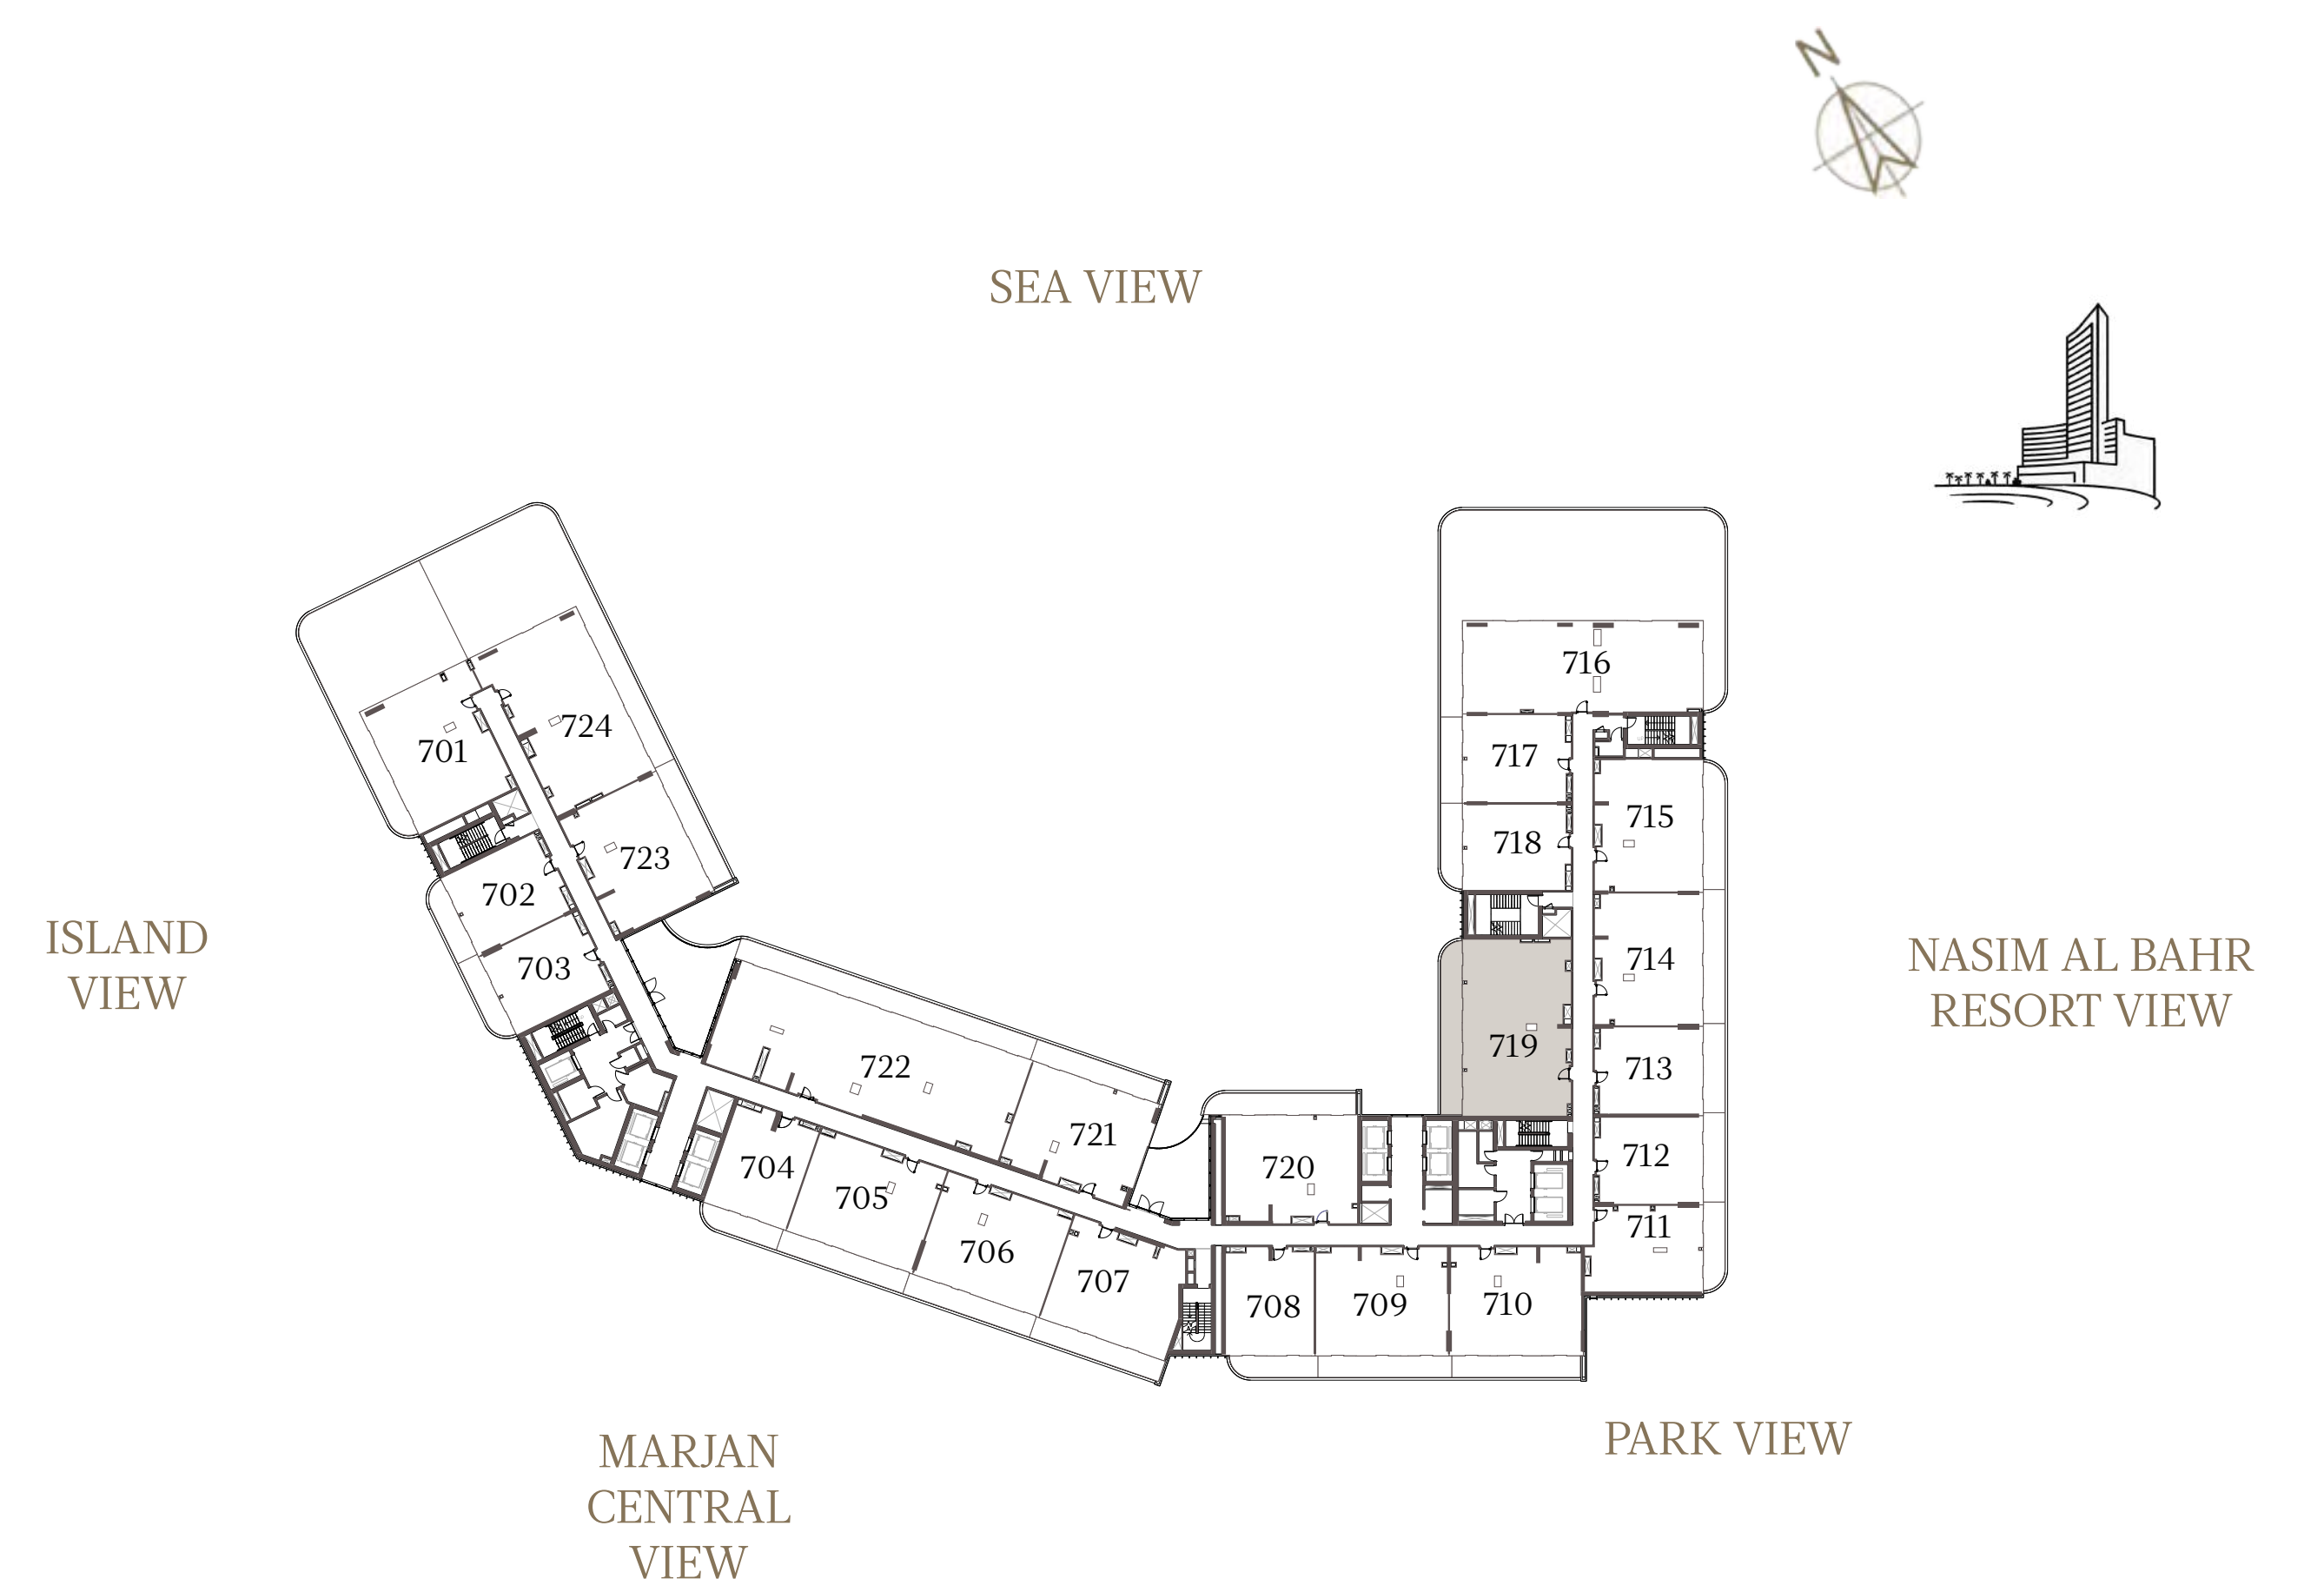 N
SEA VIEW
716
724
701
717
715
718
723
702
ISLAND
VIEW
703
714
NASIM AL BAHR
RESORT VIEW
719
722
713
721
712
704
720
705
711
706
707
708
709
710
PARK VIEW
MARJAN
CENTRAL
VIEW